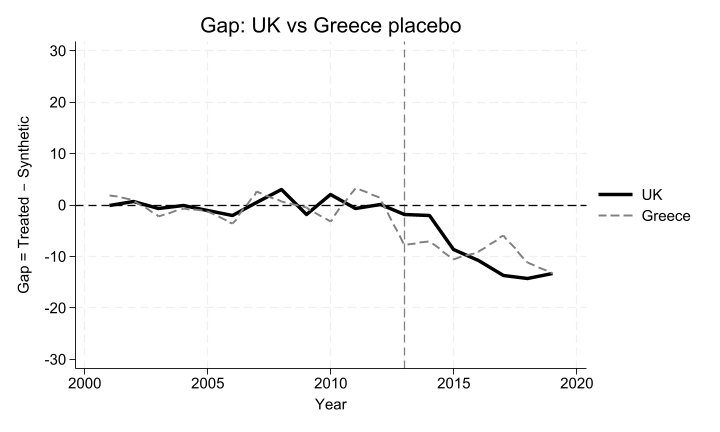 Gap: UK vs Greece placebo
30
20
10
0
-10
-20
-30
Gap = Treated − Synthetic
2000 2005 2010 2015 2020
Year
UK
Greece